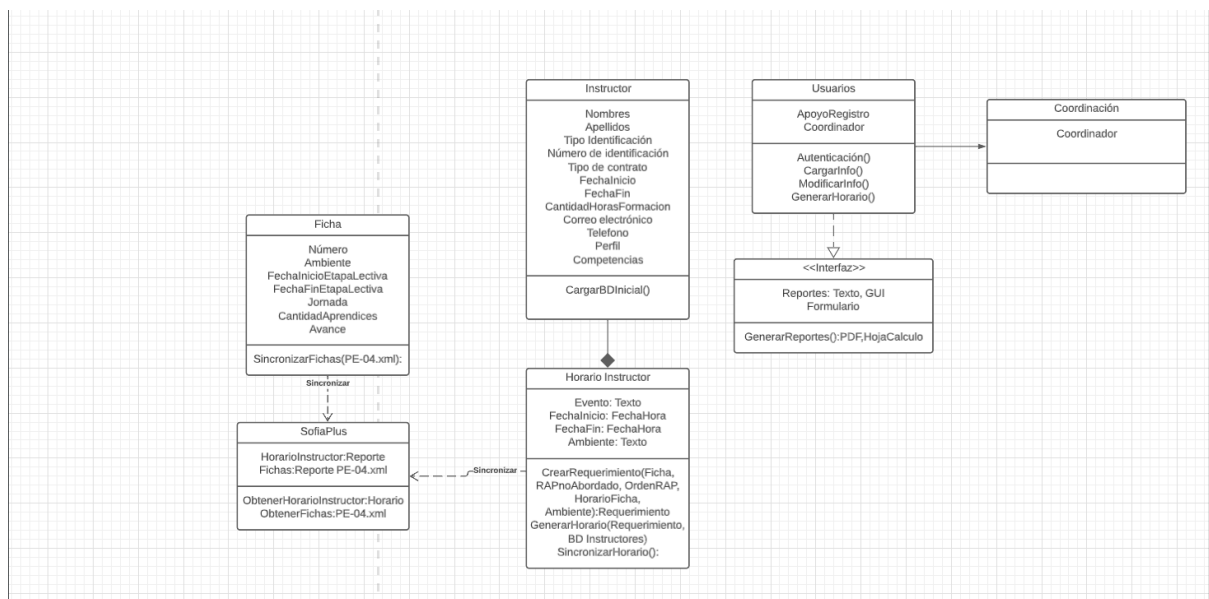 Instructor
Nombres
Apellidos
Tipo Identificación
Número de identificación
Tipo de contrato
FechaInicio
FechaFin
CantidadHorasFormacion
Correo electrónico
Telefono
Perfil
Competencias
CargarBDInicial()
Usuarios
ApoyoRegistro
Coordinador
Autenticación()
CargarInfo()
ModificarInfo()
GenerarHorario()
Coordinación
Coordinador
Ficha
Número
Ambiente
FechaInicioEtapaLectiva
FechaFinEtapaLectiva
Jornada
CantidadAprendices
Avance
SincronizarFichas(PE-04.xml):
Sincronizar
<<Interfaz>>
Reportes: Texto, GUI
Formulario
GenerarReportes():PDF,HojaCalculo
Horario Instructor
Evento: Texto
FechaInicio: FechaHora
FechaFin: FechaHora
Ambiente: Texto
CrearRequerimiento(Ficha,
RAPnoAbordado, OrdenRAP,
HorarioFicha,
Ambiente):Requerimiento
GenerarHorario(Requerimiento,
BD Instructores)
SincronizarHorario():
Sincronizar
SofiaPlus
HorarioInstructor:Reporte
Fichas:Reporte PE-04.xml
ObtenerHorarioInstructor:Horario
ObtenerFichas:PE-04.xml